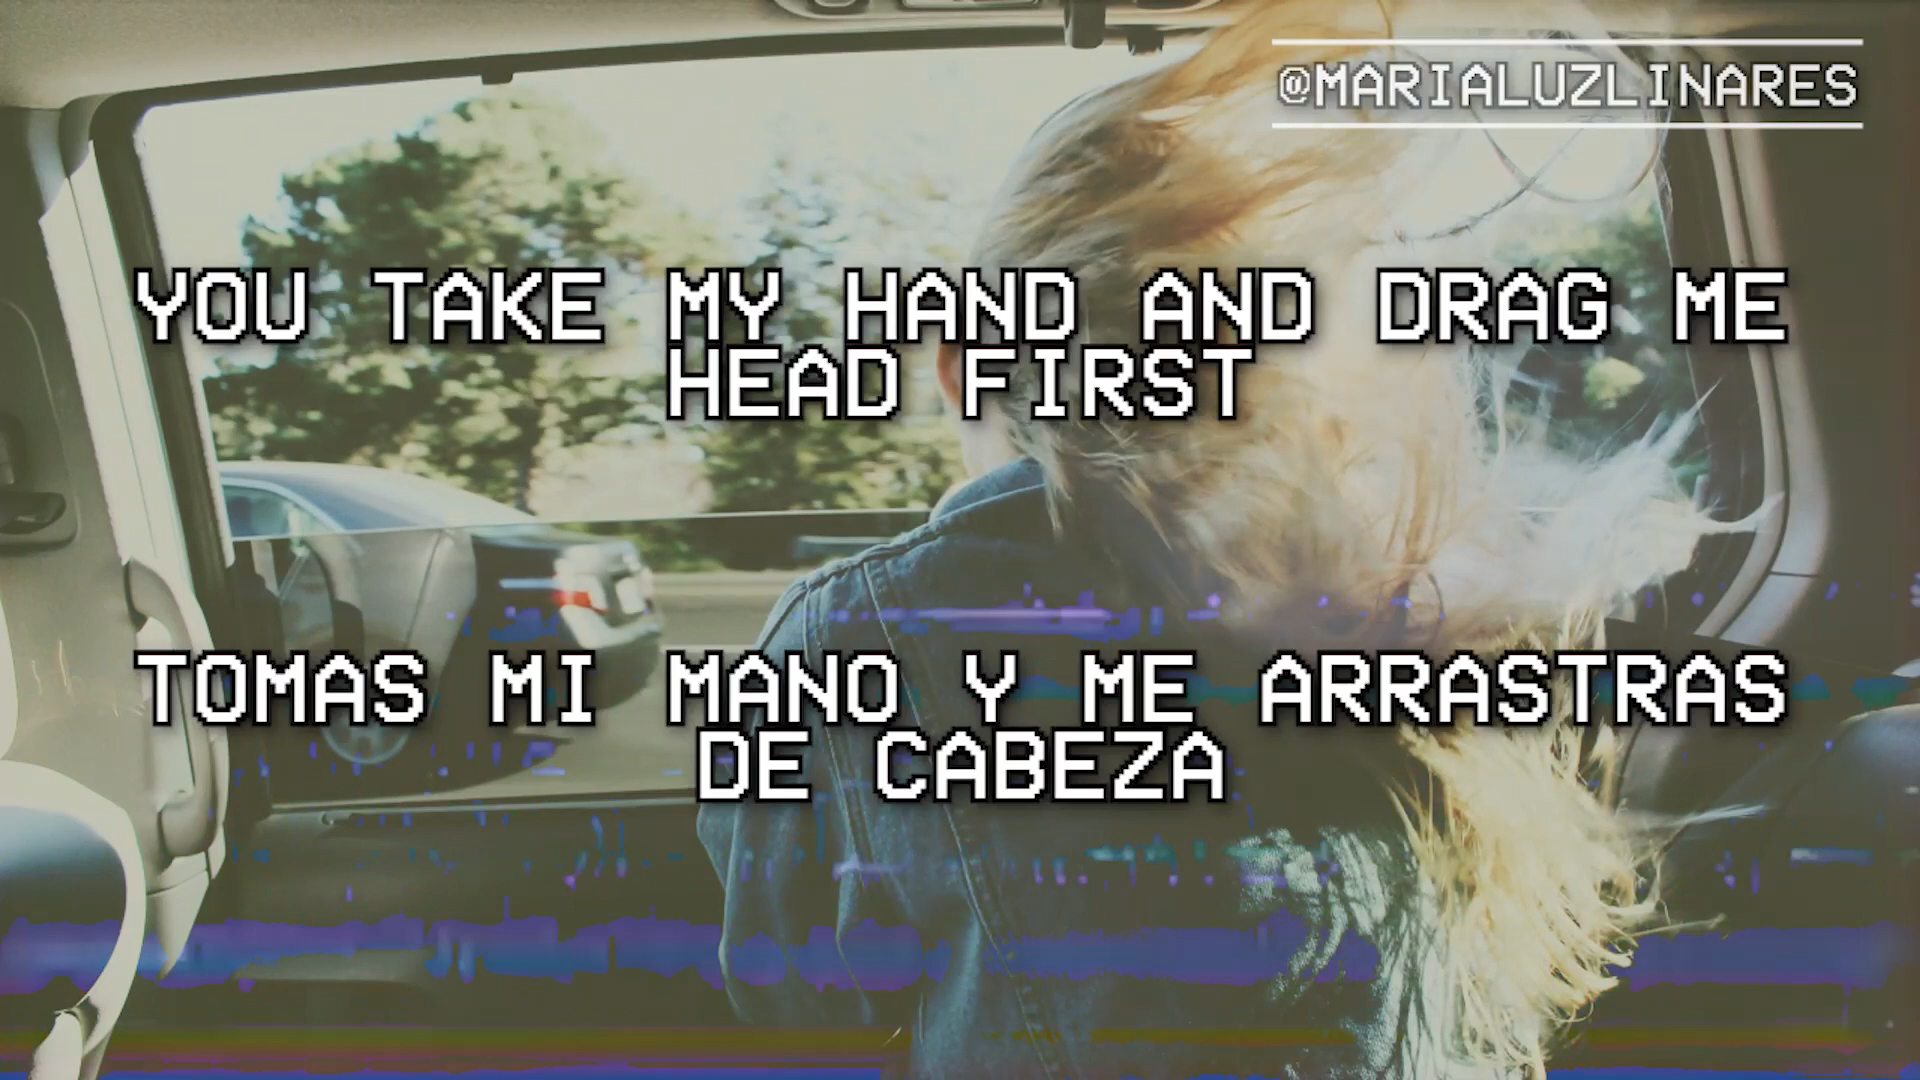 @MARIALUZLINARES
YOU TAKE MY HAND AND DRAG ME
HEAD FIRST
TOMAS MI MANO Y ME ARRASTRAS
DE CABEZA